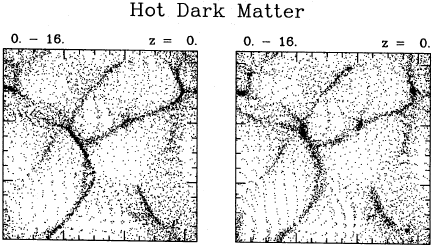 Hot Dark Matter
0. - 16. z = 0. 0. - 16. z = 0.